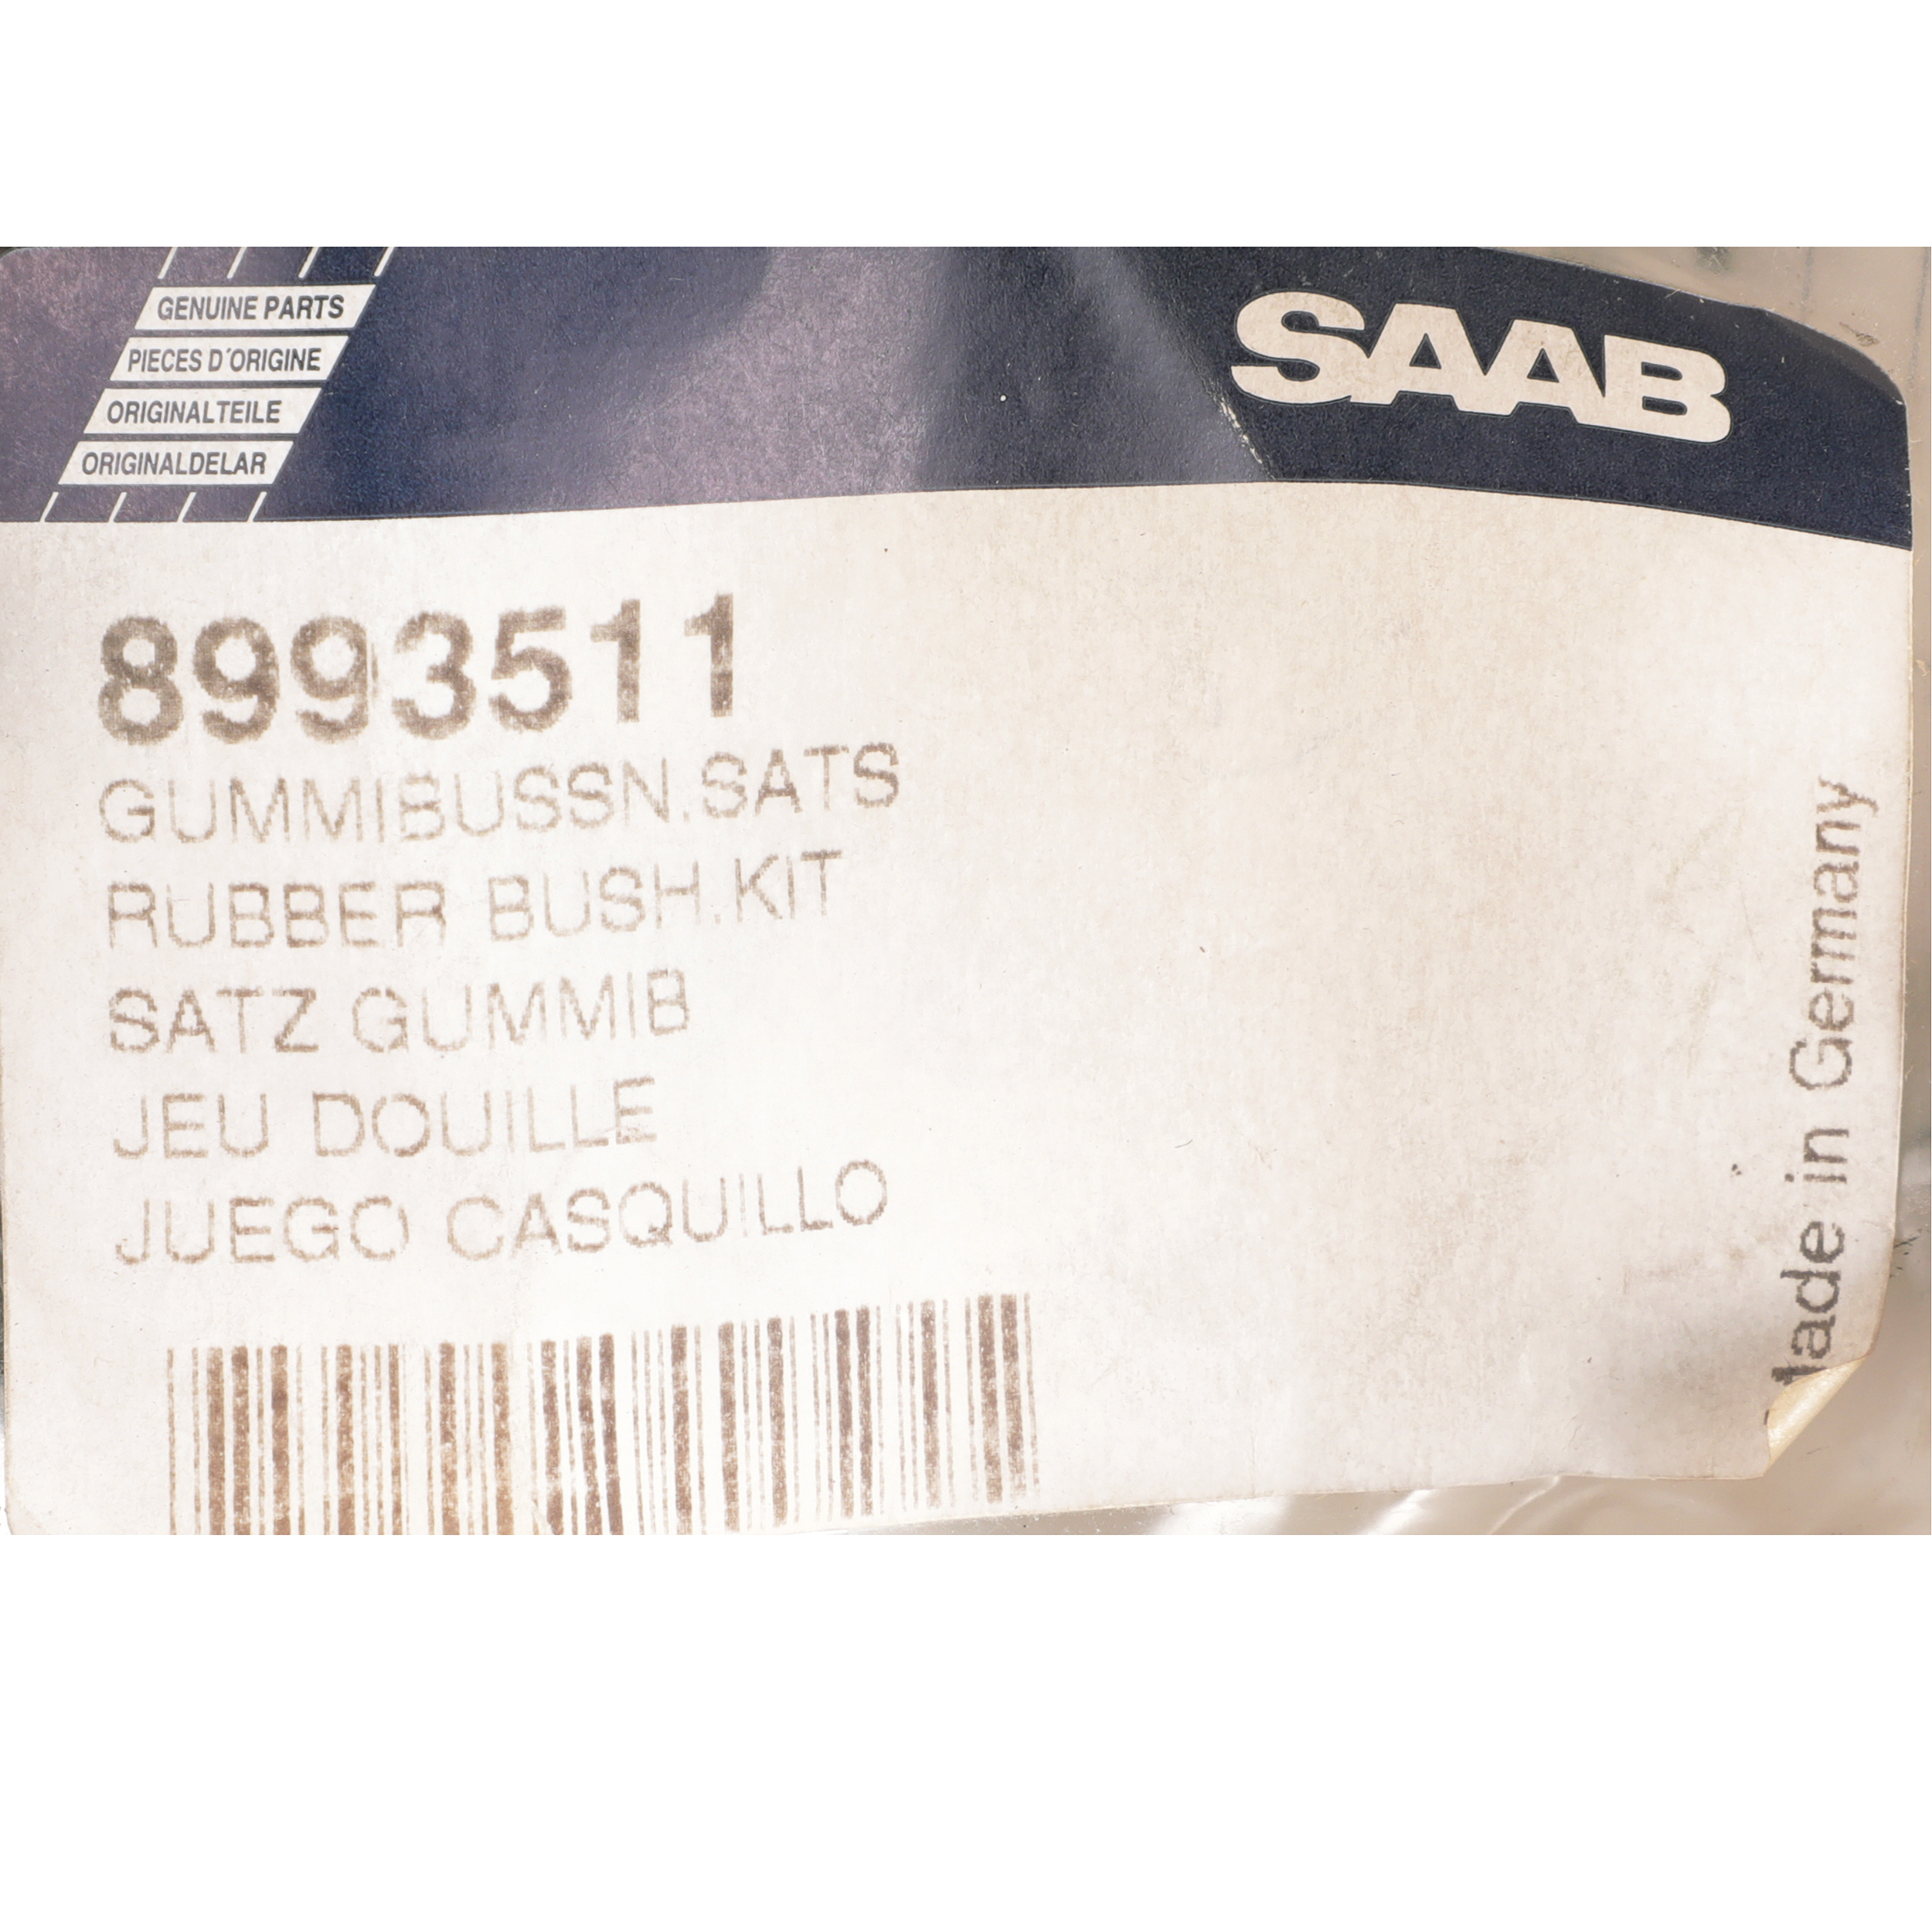 GENUINE PARTS
PIECES D'ORIGINE
ORIGINALTEILE
ORIGINALDELAR
SAAB
8993511
GUMMIBUSSN.SATS
RUBBER BUSH.KIT
SATZ GUMMIB
JEU DOUILLE
JUEGO CASQUILLO
in Germany